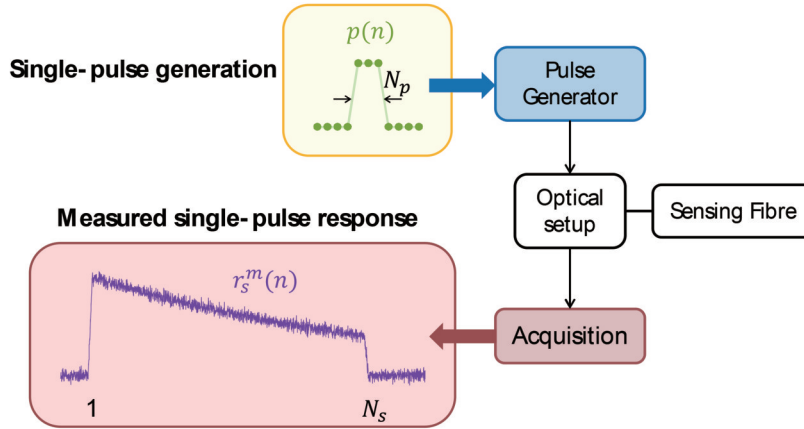 p(n)
Single- pulse generation
N_p
Pulse
Generator
Optical
setup
Sensing Fibre
Measured single- pulse response
r_s^m(n)
Acquisition
1
N_s